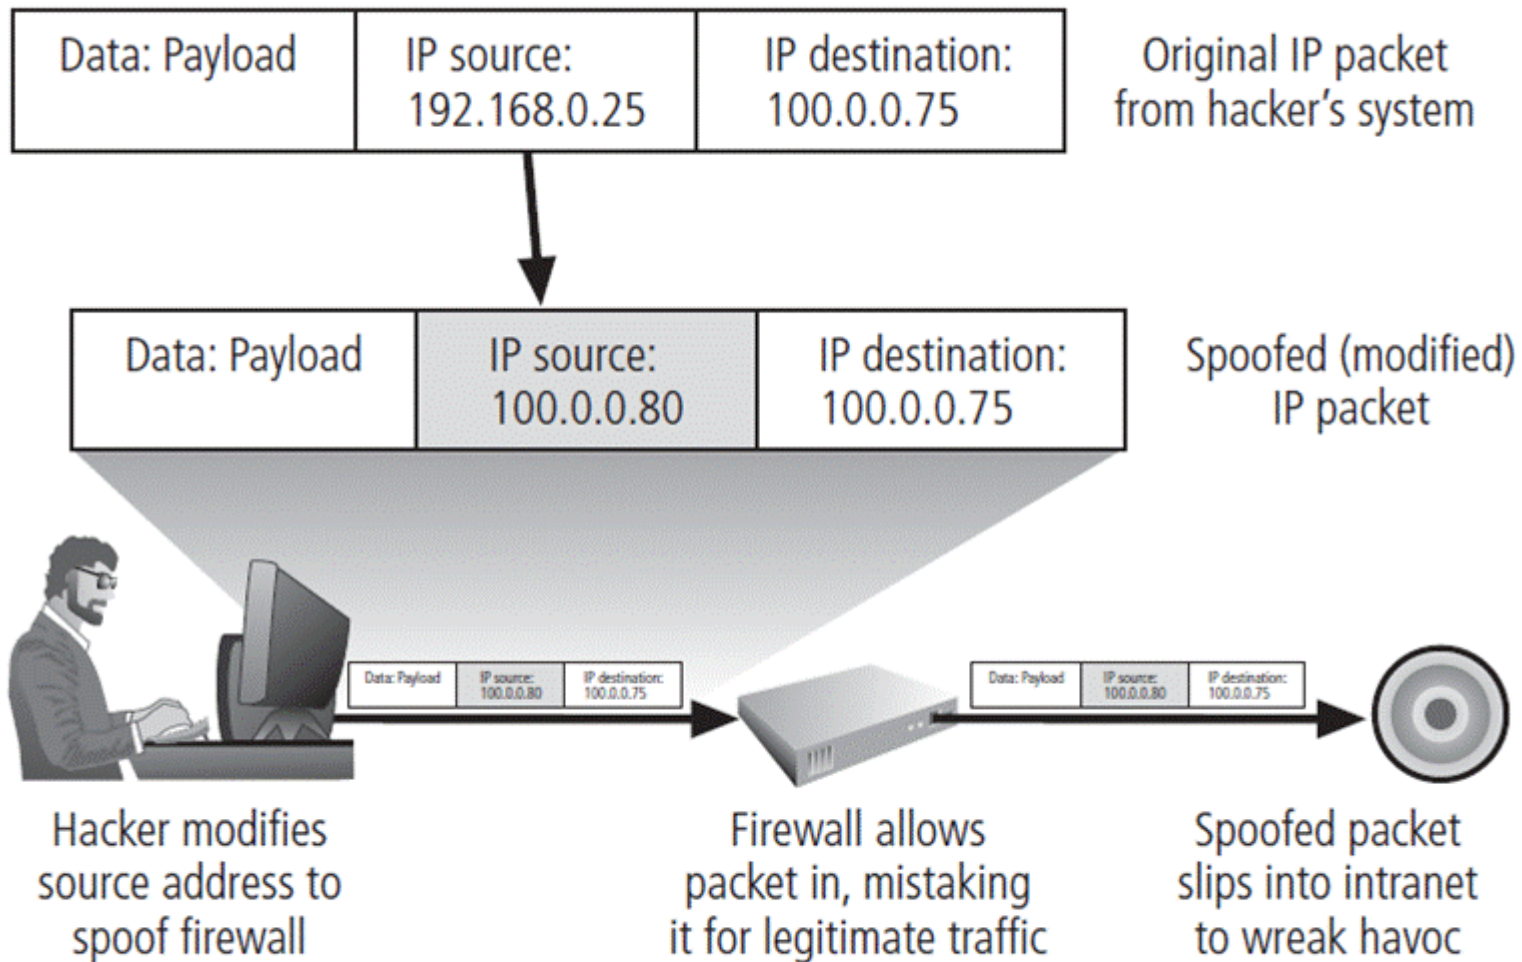 Data: Payload
IP source:
192.168.0.25
IP destination:
100.0.0.75
Original IP packet
from hacker's system
Data: Payload
IP source:
100.0.0.80
IP destination:
100.0.0.75
Spoofed (modified)
IP packet
Data: Payload
IP source:
100.0.0.80
IP destination:
100.0.0.75
Data: Payload
IP source:
100.0.0.80
IP destination:
100.0.0.75
Hacker modifies
source address to
spoof firewall
Firewall allows
packet in, mistaking
it for legitimate traffic
Spoofed packet
slips into intranet
to wreak havoc